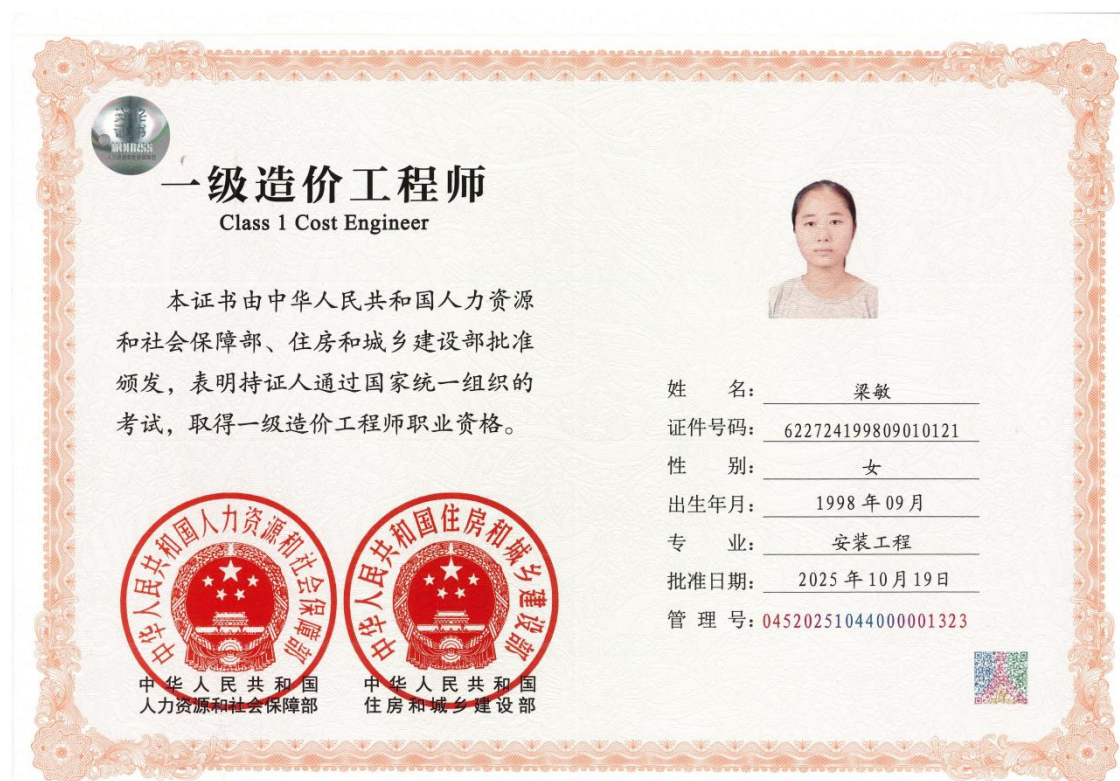 一级造价工程师
Class 1 Cost Engineer
本证书由中华人民共和国人力资源
和社会保障部、住房和城乡建设部批准
颁发，表明持证人通过国家统一组织的
考试，取得一级造价工程师职业资格。
中华人民共和国人力资源和社会保障部
中华人民共和国住房和城乡建设部
中华人民共和国
人力资源和社会保障部
中华人民共和国
住房和城乡建设部
姓 名： 梁敏
证件号码： 622724199809010121
性 别： 女
出生年月： 1998 年 09 月
专 业： 安装工程
批准日期： 2025 年 10 月 19 日
管 理 号： 04520251044000001323